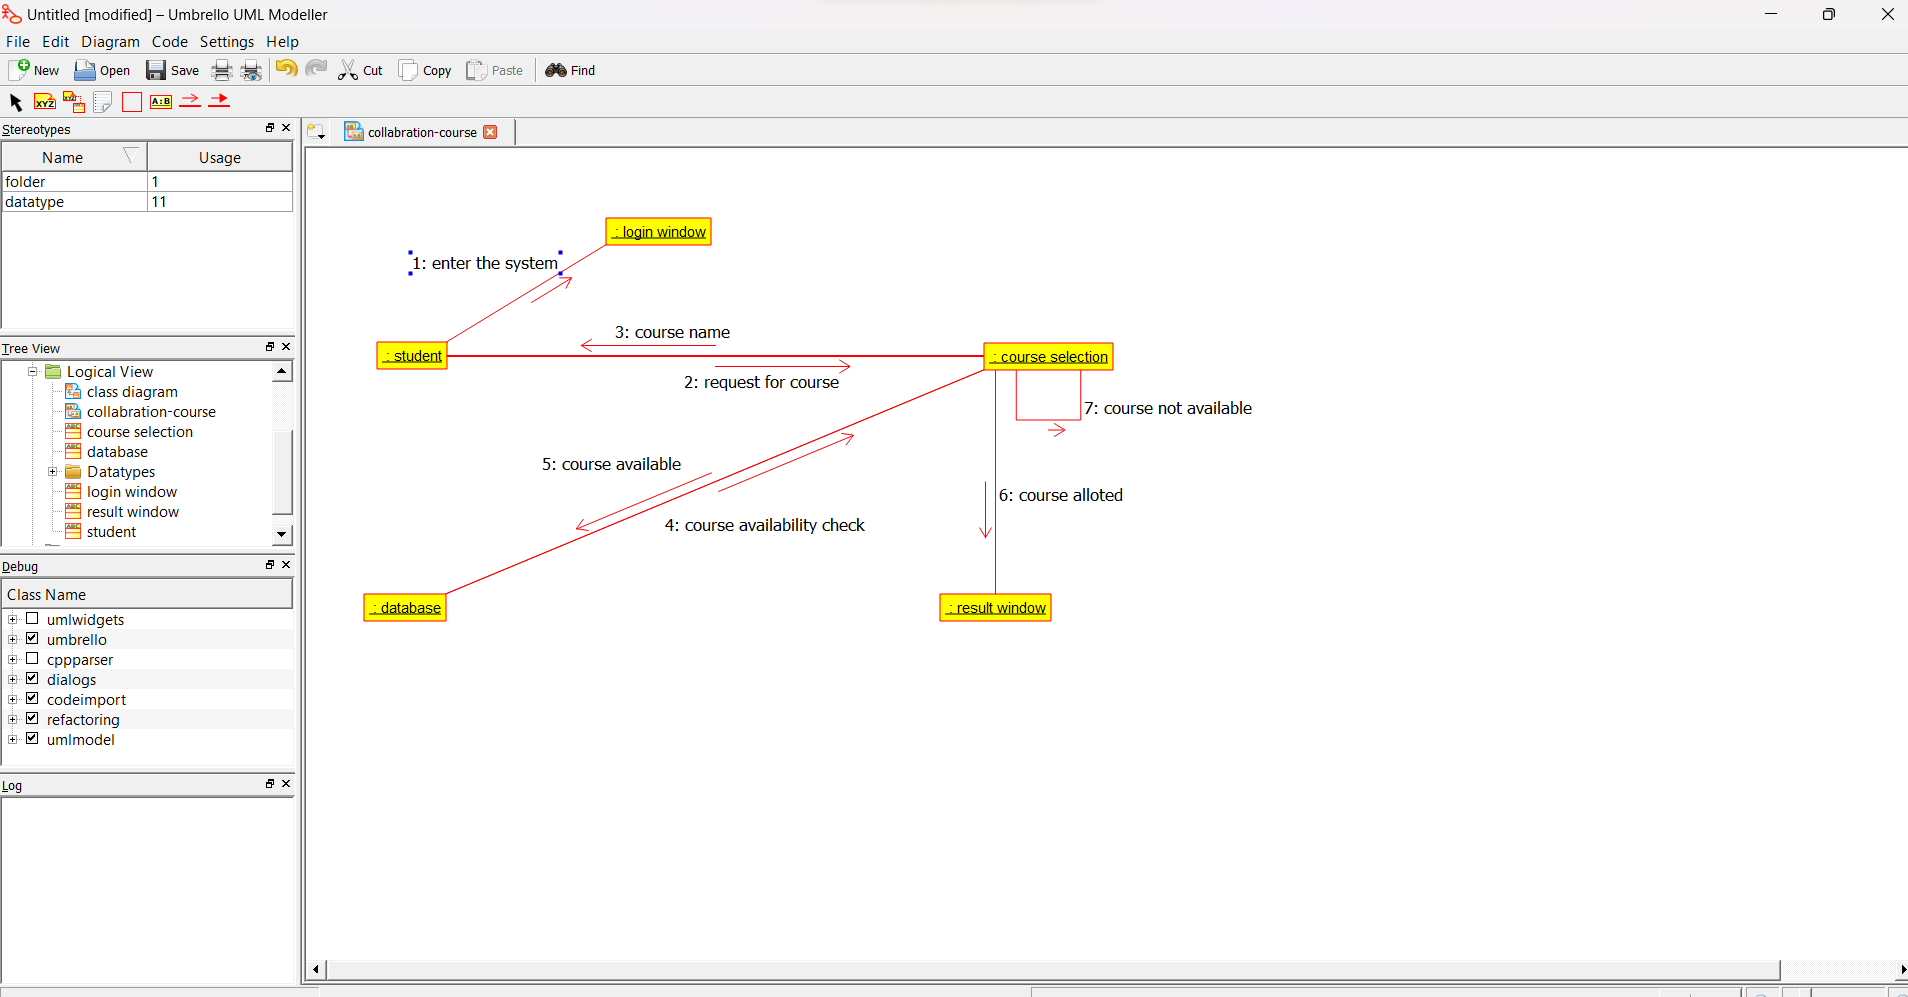 Untitled [modified] – Umbrello UML Modeller
File Edit Diagram Code Settings Help
New Open Save Cut Copy Paste Find
XYZ XYZ A:B
Stereotypes
Name Usage
folder 1
datatype 11
Tree View
Logical View
class diagram
collabration-course
course selection
database
Datatypes
login window
result window
student
Debug
Class Name
umlwidgets
umbrello
cppparser
dialogs
codeimport
refactoring
umlmodel
Log
collabration-course
: login window
1: enter the system
3: course name
: student
: course selection
2: request for course
7: course not available
5: course available
6: course alloted
4: course availability check
: database
: result window